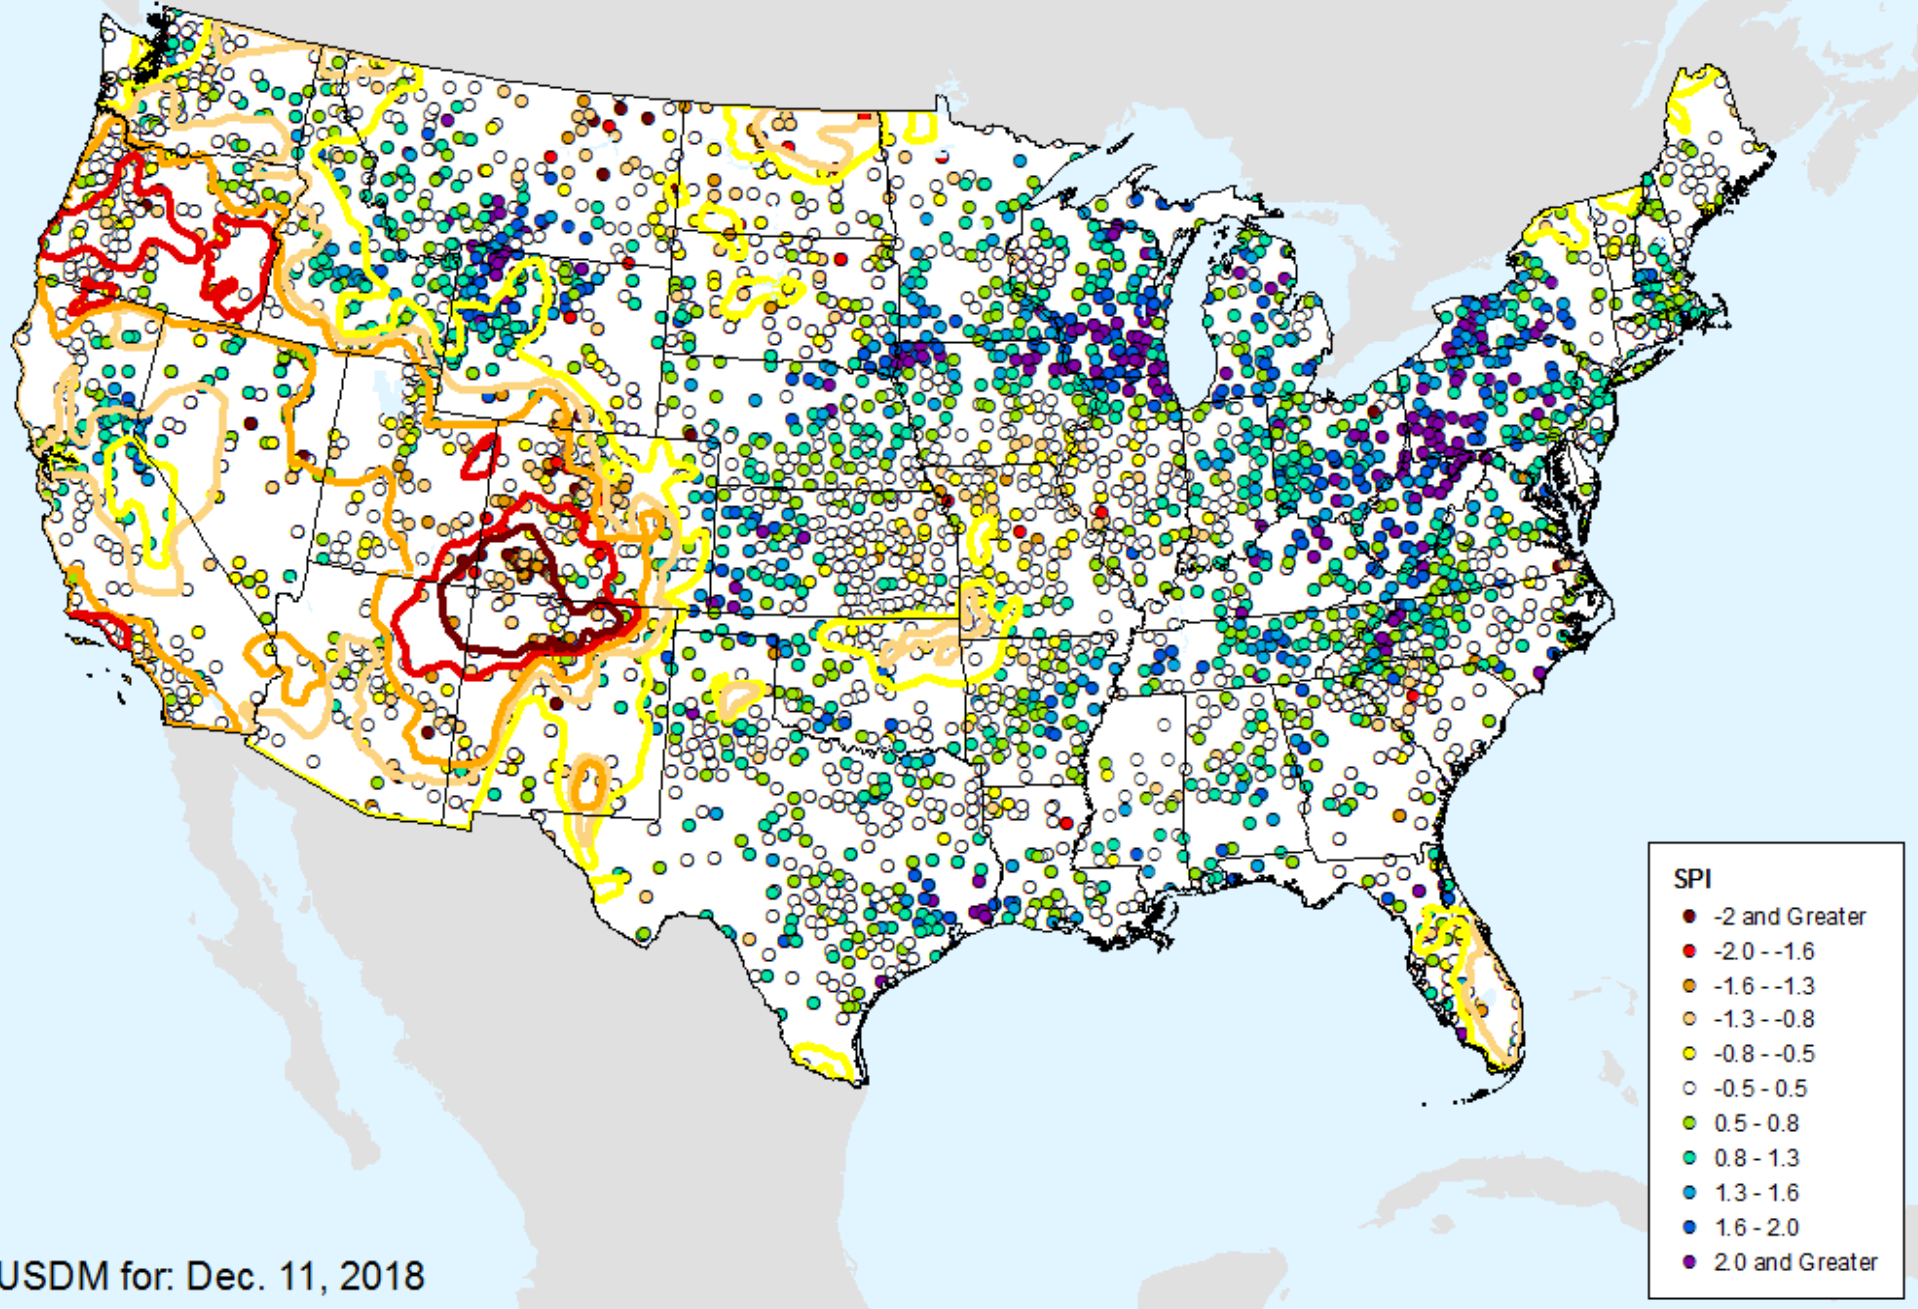 SPI
-2 and Greater
-2.0 - -1.6
-1.6 - -1.3
-1.3 - -0.8
-0.8 - -0.5
-0.5 - 0.5
0.5 - 0.8
0.8 - 1.3
1.3 - 1.6
1.6 - 2.0
2.0 and Greater
USDM for: Dec. 11, 2018